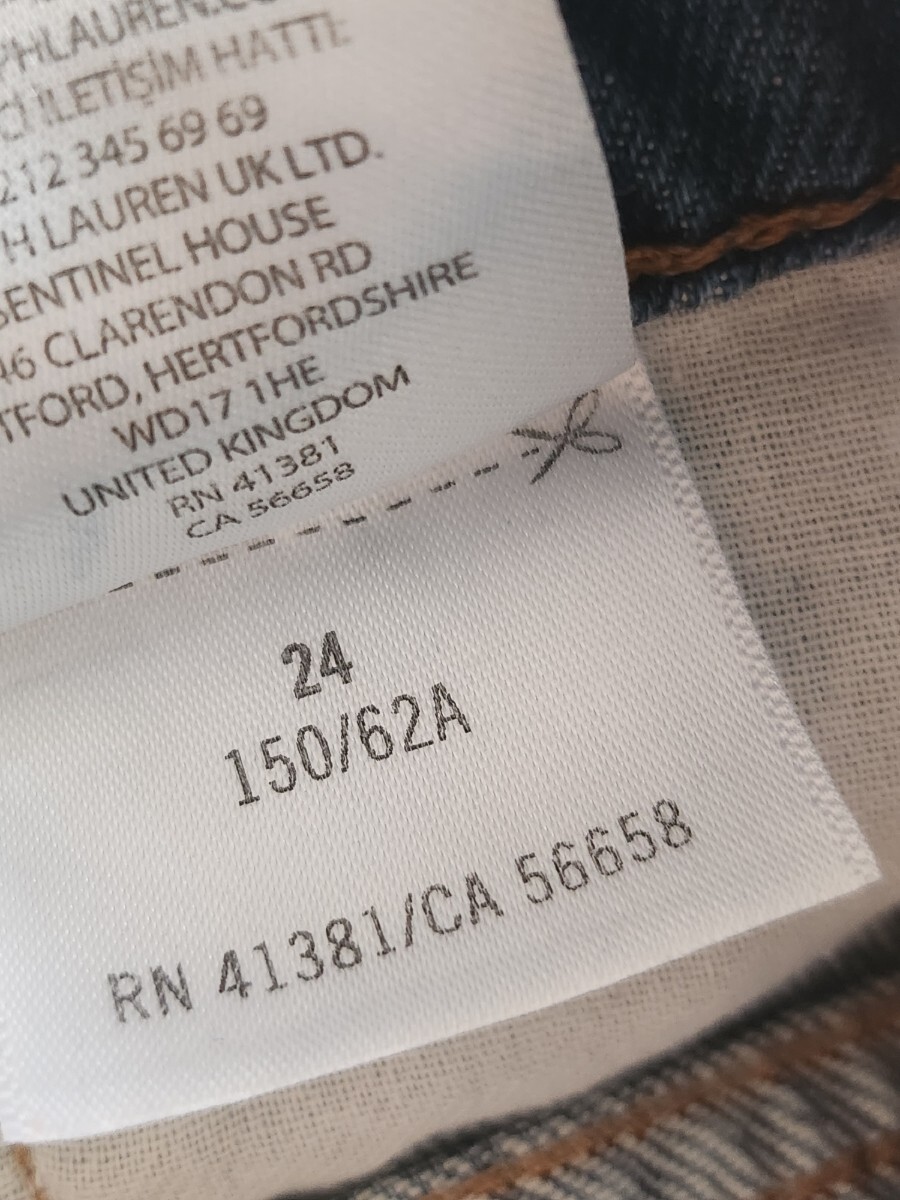 PHLAUREN.CO
İ İLETİŞİM HATTI:
212 345 69 69
H LAUREN UK LTD.
SENTINEL HOUSE
46 CLARENDON RD
TFORD, HERTFORDSHIRE
WD17 1HE
UNITED KINGDOM
RN 41381
CA 56658
24
150/62A
RN 41381/CA 56658